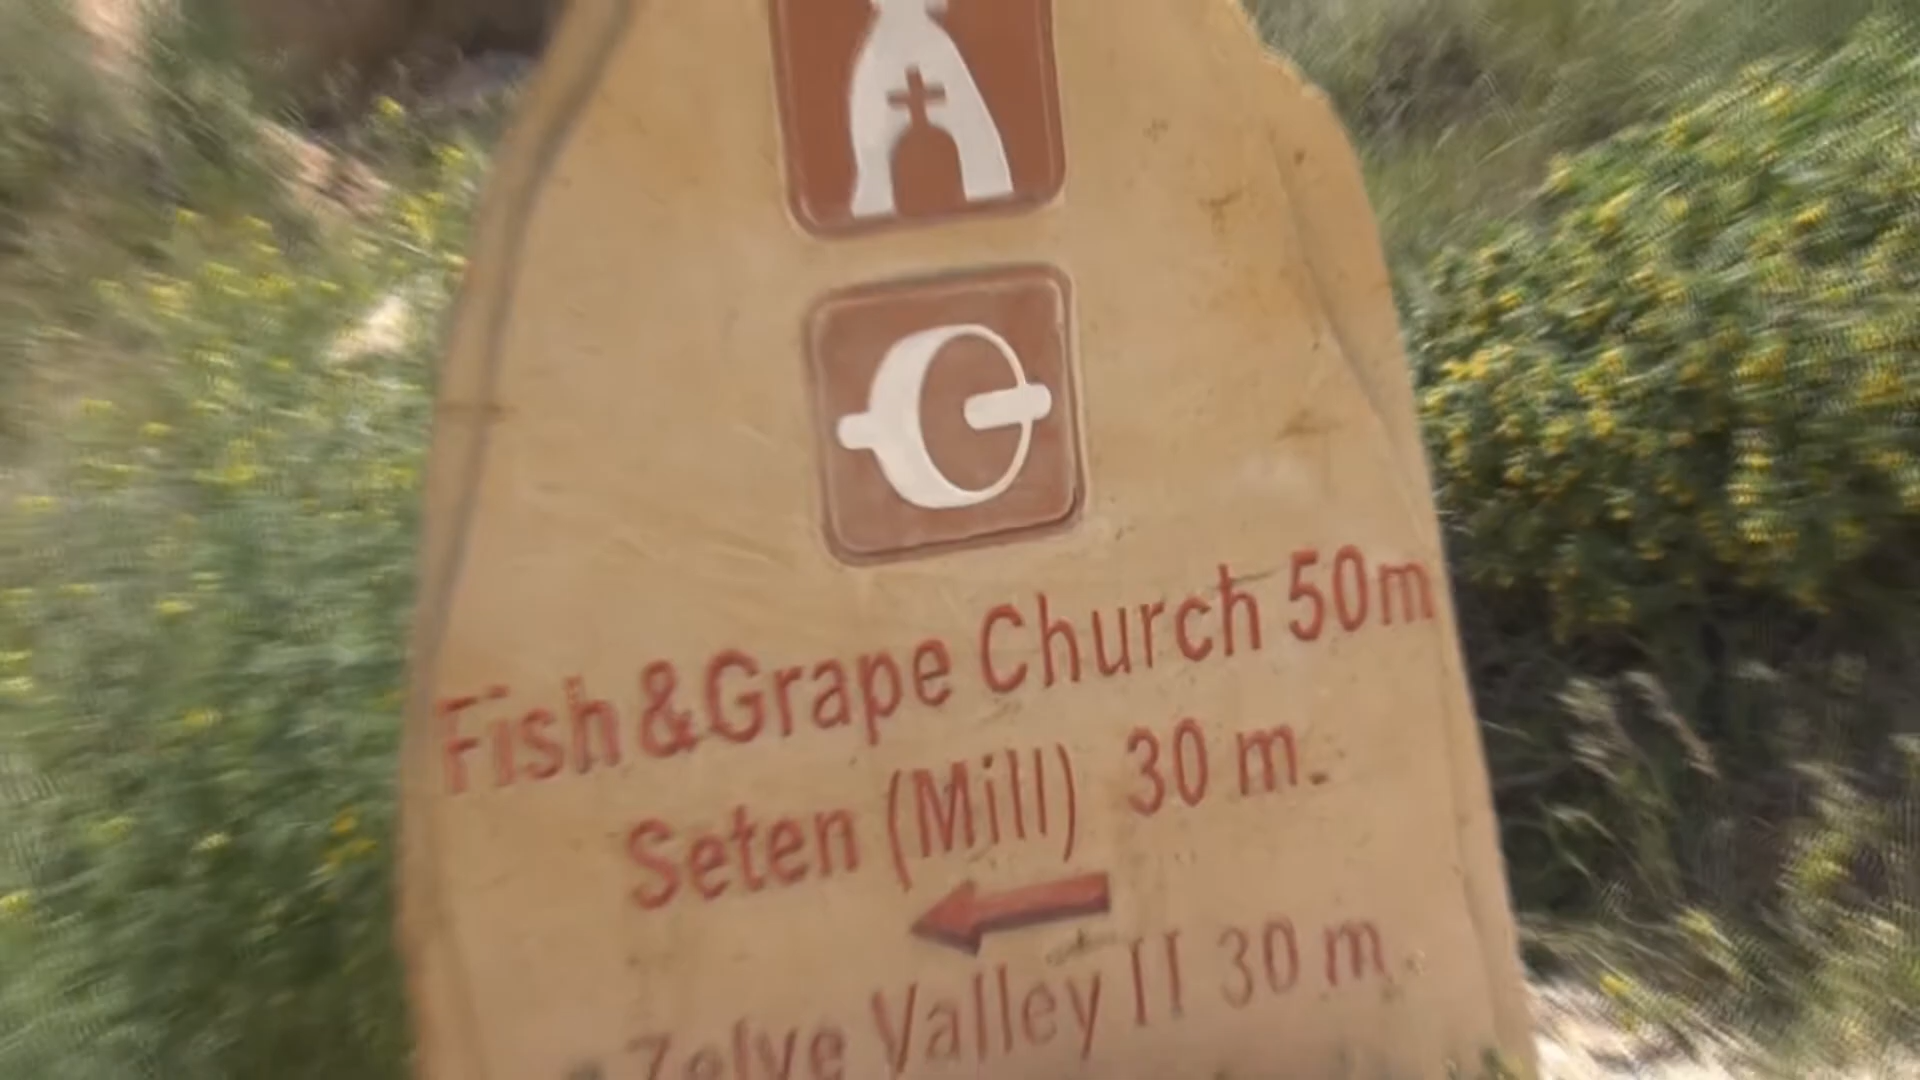 Fish &Grape Church 50m
Seten (Mill) 30 m.
Zelve Valley II 30 m.